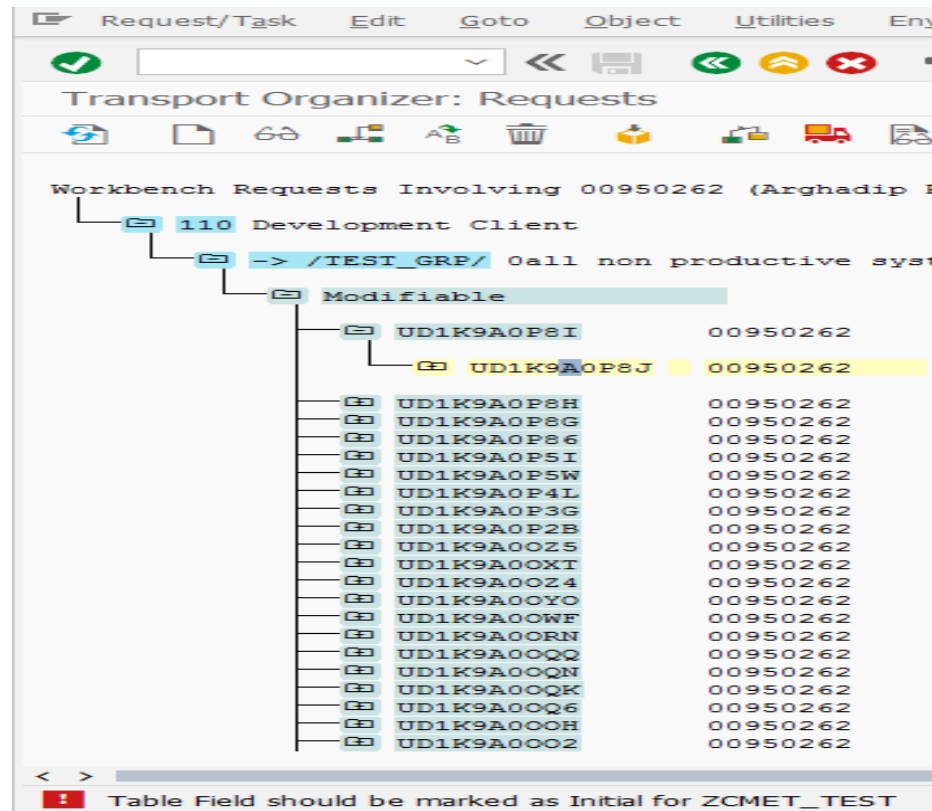 Request/Task Edit Goto Object Utilities
Transport Organizer: Requests
Workbench Requests Involving 00950262 (Arghadip
110 Development Client
-> /TEST_GRP/ 0all non productive syst
Modifiable
UD1K9A0P8I 00950262
UD1K9A0P8J 00950262
UD1K9A0P8H 00950262
UD1K9A0P8G 00950262
UD1K9A0P86 00950262
UD1K9A0P5I 00950262
UD1K9A0P5W 00950262
UD1K9A0P4L 00950262
UD1K9A0P3G 00950262
UD1K9A0P2B 00950262
UD1K9A0OZ5 00950262
UD1K9A0OXT 00950262
UD1K9A0OZ4 00950262
UD1K9A0OYO 00950262
UD1K9A0OWF 00950262
UD1K9A0ORN 00950262
UD1K9A0OQQ 00950262
UD1K9A0OQN 00950262
UD1K9A0OQK 00950262
UD1K9A0OQ6 00950262
UD1K9A0OOH 00950262
UD1K9A0OO2 00950262
Table Field should be marked as Initial for ZCMET_TEST